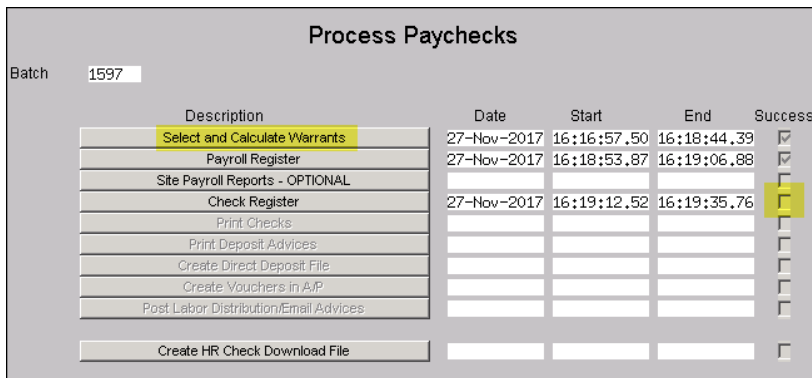 Process Paychecks
Batch 1597
Description Date Start End Success
Select and Calculate Warrants 27-Nov-2017 16:16:57.50 16:18:44.39
Payroll Register 27-Nov-2017 16:18:53.87 16:19:06.88
Site Payroll Reports - OPTIONAL
Check Register 27-Nov-2017 16:19:12.52 16:19:35.76
Print Checks
Print Deposit Advices
Create Direct Deposit File
Create Vouchers in A/P
Post Labor Distribution/Email Advices
Create HR Check Download File